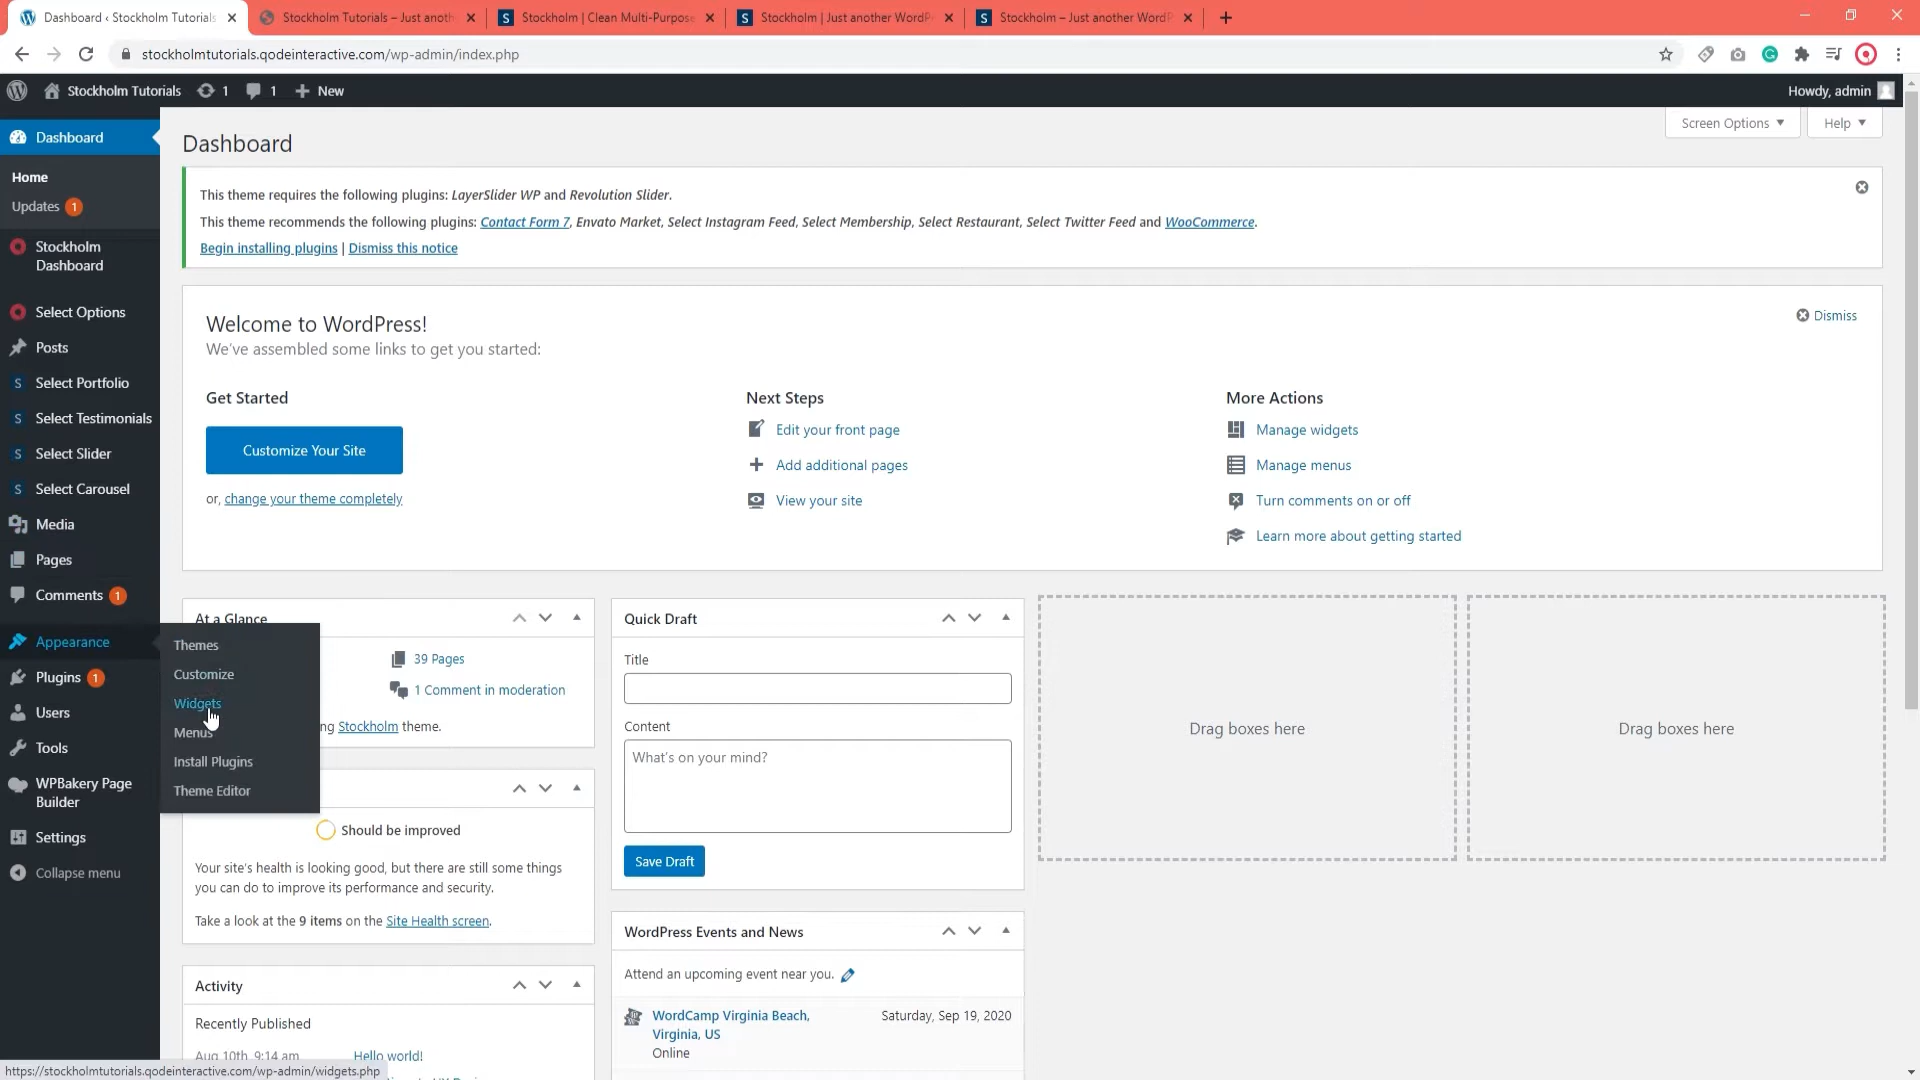 Dashboard ‹ Stockholm Tutorials
Stockholm Tutorials – Just anoth
Stockholm | Clean Multi-Purpose
Stockholm | Just another WordPr
Stockholm – Just another WordP
stockholmtutorials.qodeinteractive.com/wp-admin/index.php
Stockholm Tutorials 1 1 New
Howdy, admin
Dashboard
Home
Updates 1
Stockholm
Dashboard
Select Options
Posts
Select Portfolio
Select Testimonials
Select Slider
Select Carousel
Media
Pages
Comments 1
Appearance
Plugins 1
Users
Tools
WPBakery Page
Builder
Settings
Collapse menu
Themes
Customize
Widgets
Menus
Install Plugins
Theme Editor
Dashboard
Screen Options
Help
This theme requires the following plugins: LayerSlider WP and Revolution Slider.
This theme recommends the following plugins: Contact Form 7, Envato Market, Select Instagram Feed, Select Membership, Select Restaurant, Select Twitter Feed and WooCommerce.
Begin installing plugins | Dismiss this notice
Welcome to WordPress!
We've assembled some links to get you started:
Dismiss
Get Started
Customize Your Site
or, change your theme completely
Next Steps
Edit your front page
Add additional pages
View your site
More Actions
Manage widgets
Manage menus
Turn comments on or off
Learn more about getting started
At a Glance
39 Pages
1 Comment in moderation
ng Stockholm theme.
Should be improved
Your site's health is looking good, but there are still some things
you can do to improve its performance and security.
Take a look at the 9 items on the Site Health screen.
Activity
Recently Published
Aug 10th, 9:14 am Hello world!
Quick Draft
Title
Content
What's on your mind?
Save Draft
WordPress Events and News
Attend an upcoming event near you.
WordCamp Virginia Beach,
Virginia, US
Online
Saturday, Sep 19, 2020
Drag boxes here
Drag boxes here
https://stockholmtutorials.qodeinteractive.com/wp-admin/widgets.php